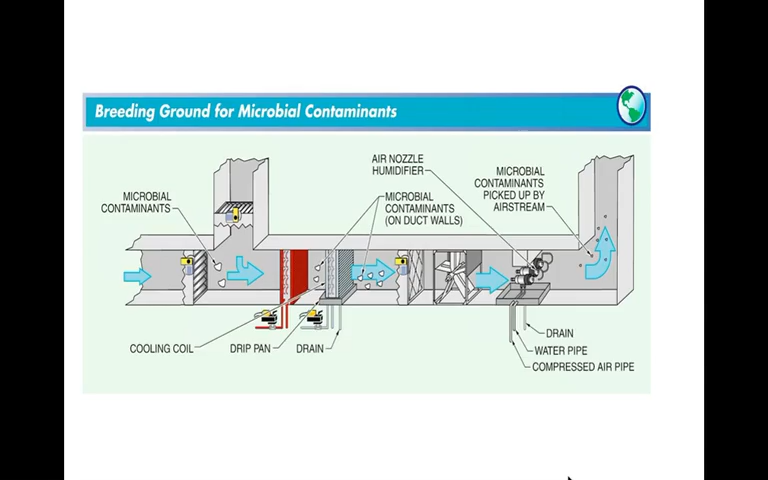 Breeding Ground for Microbial Contaminants
AIR NOZZLE
HUMIDIFIER
MICROBIAL
CONTAMINANTS
PICKED UP BY
AIRSTREAM
MICROBIAL
CONTAMINANTS
MICROBIAL
CONTAMINANTS
(ON DUCT WALLS)
COOLING COIL
DRIP PAN
DRAIN
DRAIN
WATER PIPE
COMPRESSED AIR PIPE